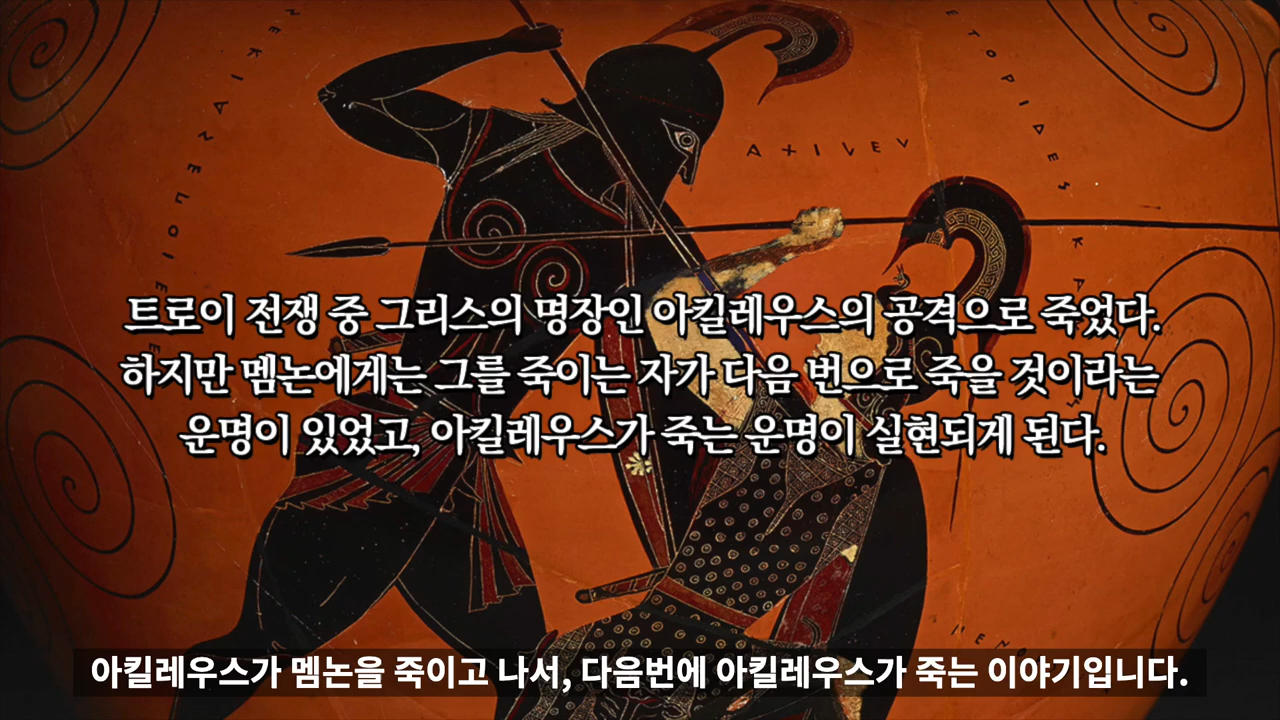 AXIVEV
트로이 전쟁 중 그리스의 명장인 아킬레우스의 공격으로 죽었다.
하지만 멤논에게는 그를 죽이는 자가 다음 번으로 죽을 것이라는
운명이 있었고, 아킬레우스가 죽는 운명이 실현되게 된다.
아킬레우스가 멤논을 죽이고 나서, 다음번에 아킬레우스가 죽는 이야기입니다.